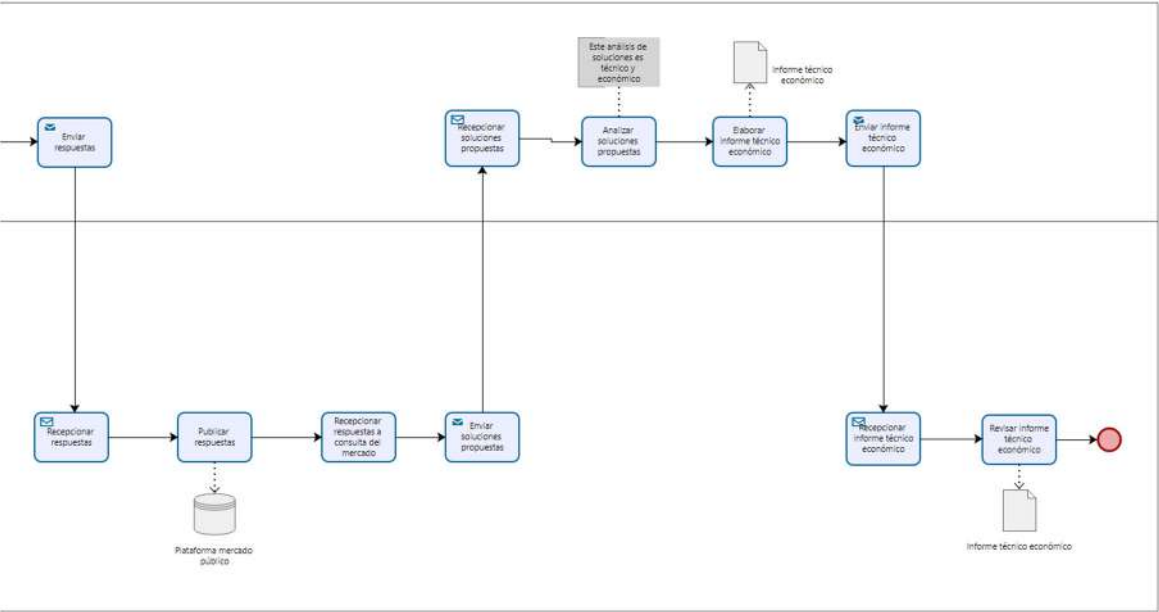 Este análisis de
soluciones es
técnico y
económico
Informe técnico
económico
Enviar
respuestas
Recepcionar
soluciones
propuestas
Analizar
soluciones
propuestas
Elaborar
informe técnico
económico
Enviar informe
técnico
económico
Recepcionar
respuestas
Publicar
respuestas
Recepcionar
respuestas a
consulta del
mercado
Enviar
soluciones
propuestas
Recepcionar
informe técnico
económico
Revisar informe
técnico
económico
Plataforma mercado
público
Informe técnico económico